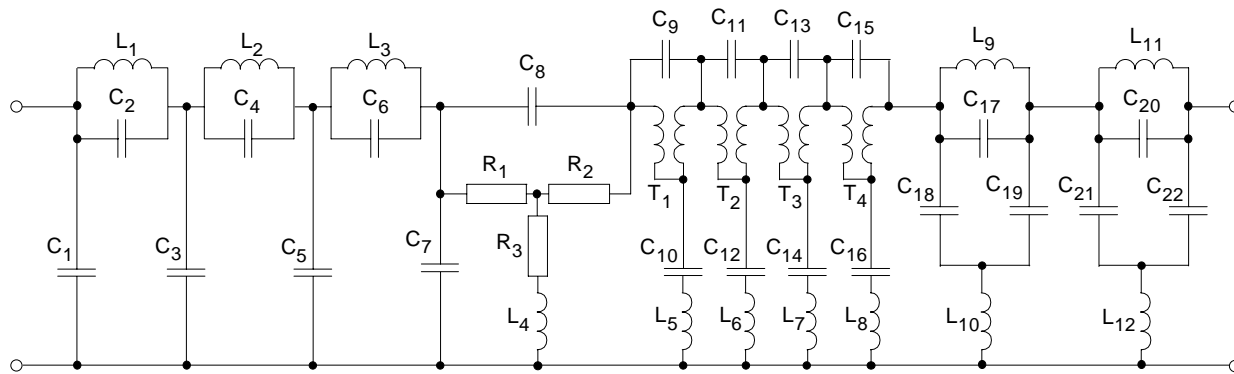 C9 C11 C13 C15
L1 L2 L3 C8 L9 L11
C2 C4 C6 C17 C20
R1 R2 T1 T2 T3 T4 C18 C19 C21 C22
C1 C3 C5 C7 R3 C10 C12 C14 C16
L4 L5 L6 L7 L8 L10 L12